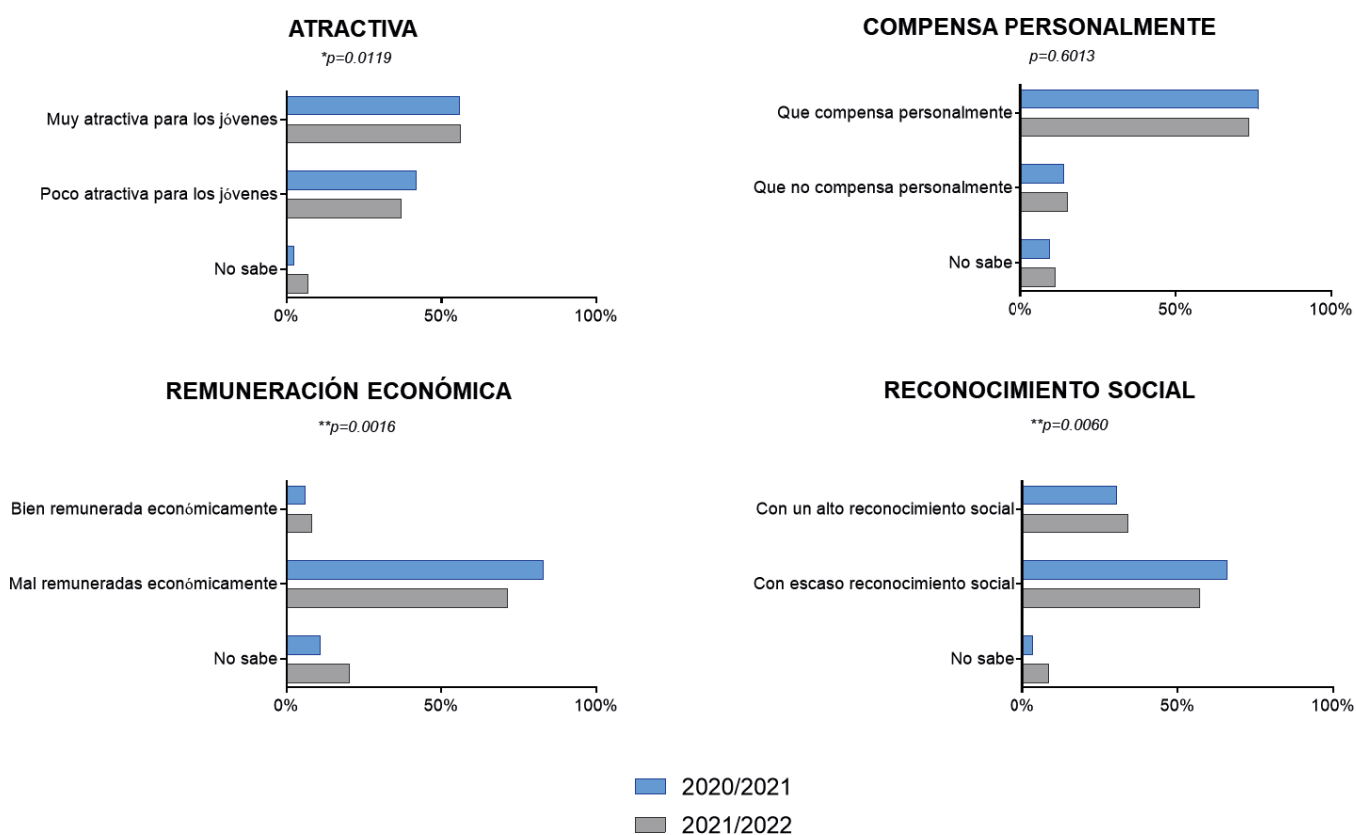 ATRACTIVA
*p=0.0119
Muy atractiva para los jóvenes
Poco atractiva para los jóvenes
No sabe
0%
50%
100%
COMPENSA PERSONALMENTE
p=0.6013
Que compensa personalmente
Que no compensa personalmente
No sabe
0%
50%
100%
REMUNERACIÓN ECONÓMICA
**p=0.0016
Bien remunerada económicamente
Mal remuneradas económicamente
No sabe
0%
50%
100%
RECONOCIMIENTO SOCIAL
**p=0.0060
Con un alto reconocimiento social
Con escaso reconocimiento social
No sabe
0%
50%
100%
2020/2021
2021/2022